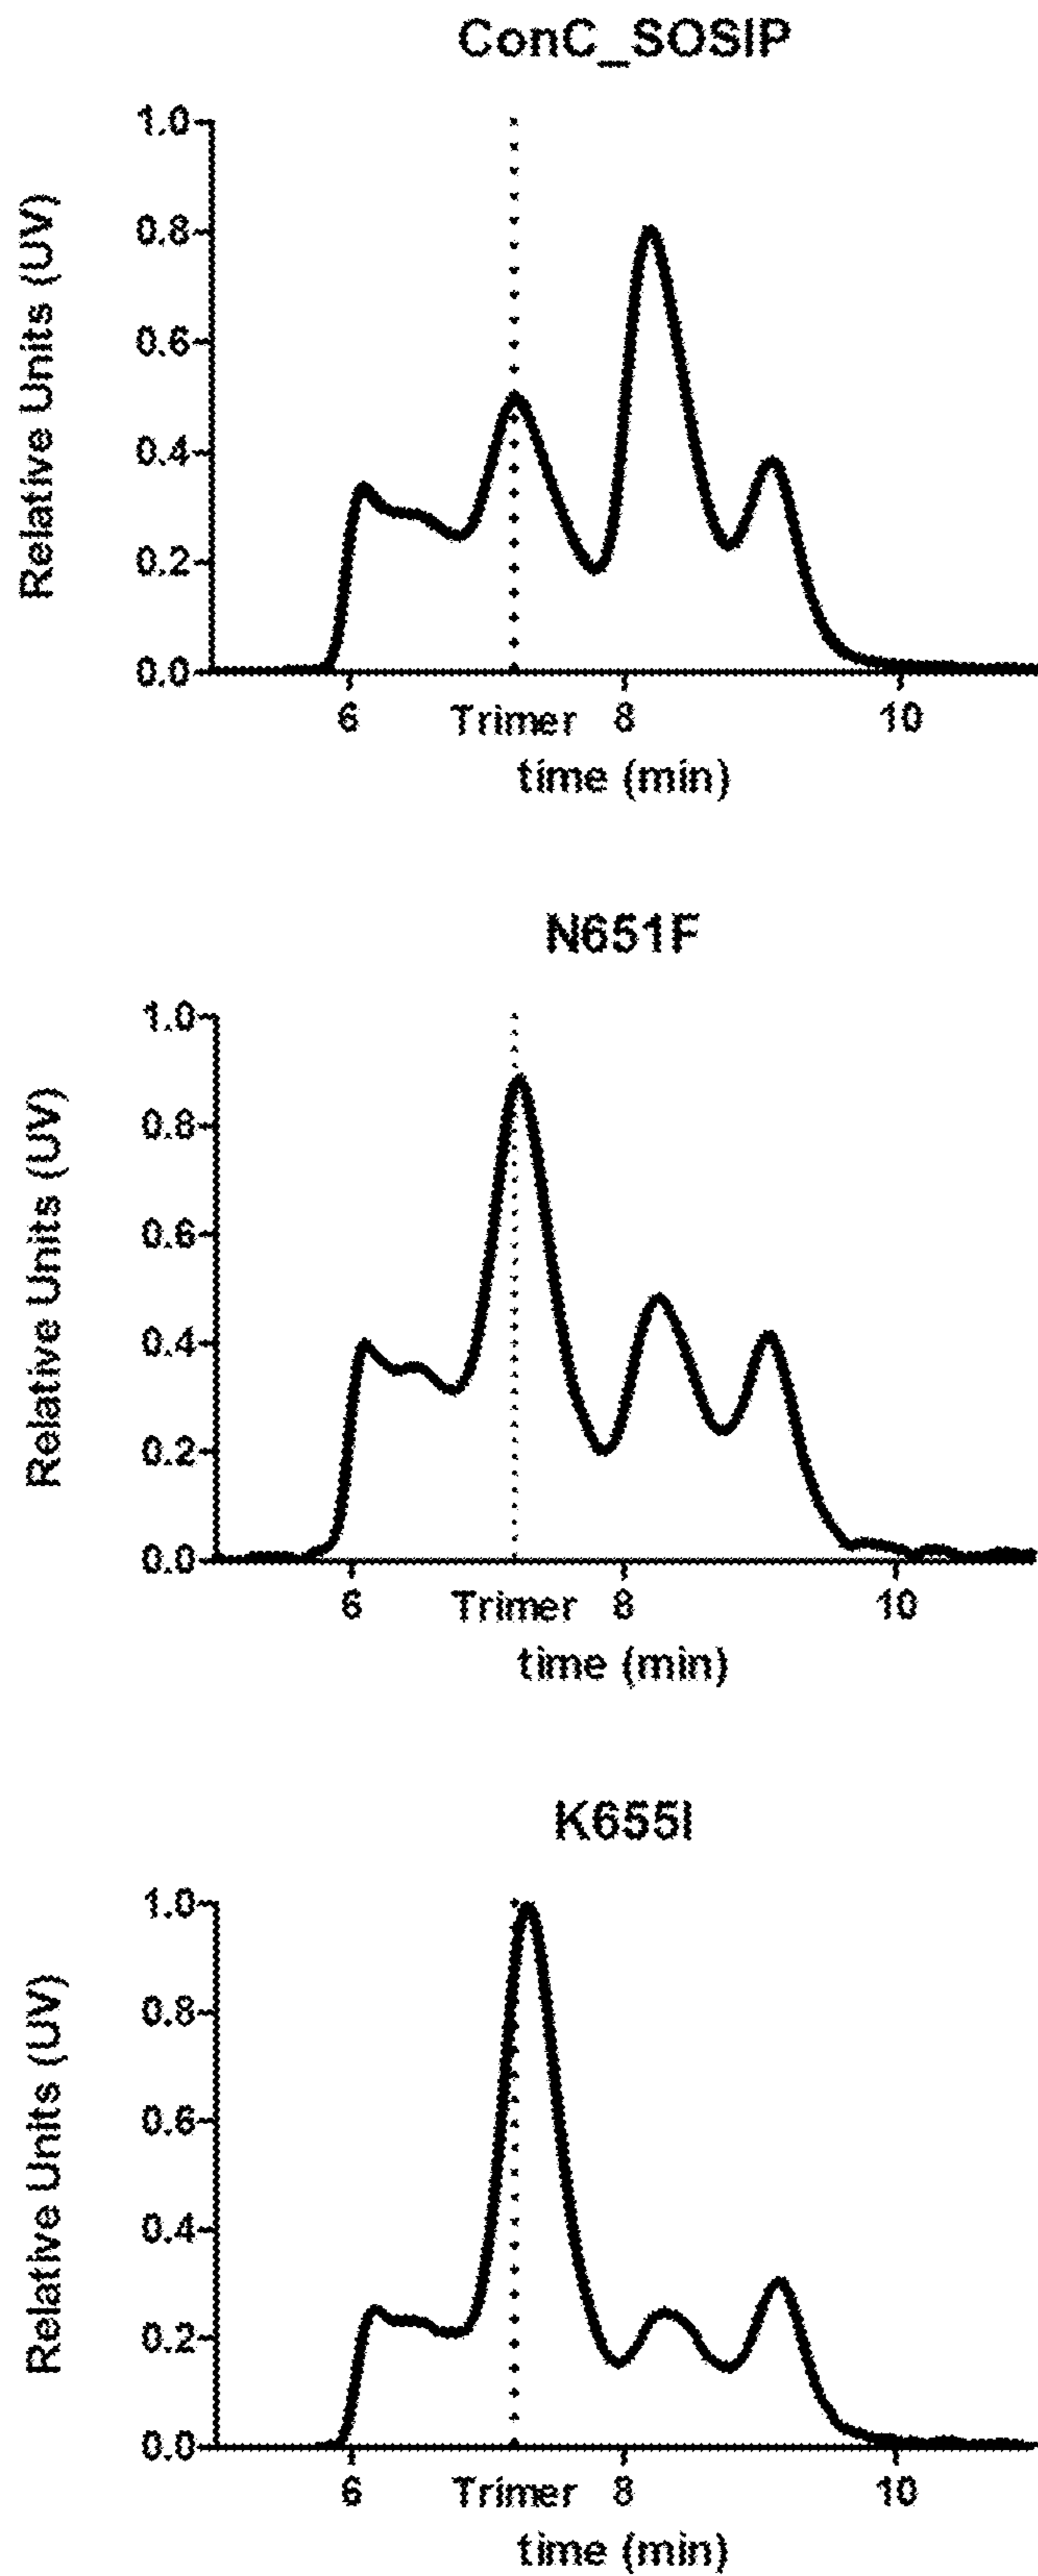 ConC_SOSIP
Relative Units (UV)
1.0
0.8
0.6
0.4
0.2
0.0
6 Trimer 8 10
time (min)
N651F
Relative Units (UV)
1.0
0.8
0.6
0.4
0.2
0.0
6 Trimer 8 10
time (min)
K655I
Relative Units (UV)
1.0
0.8
0.6
0.4
0.2
0.0
6 Trimer 8 10
time (min)